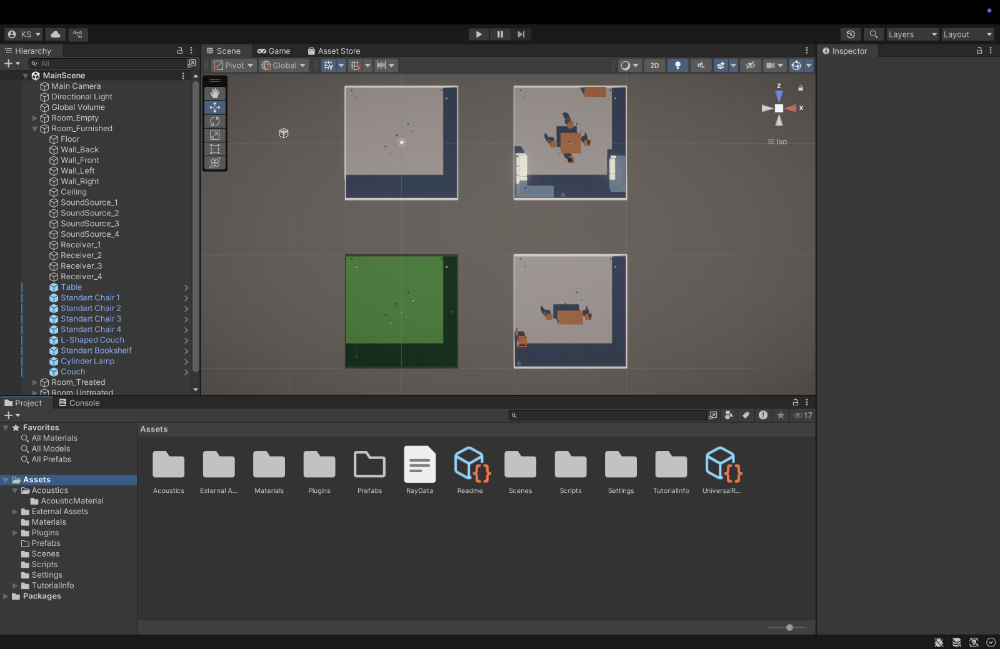 KS
Layers
Layout
Hierarchy
All
MainScene
Main Camera
Directional Light
Global Volume
Room_Empty
Room_Furnished
Floor
Wall_Back
Wall_Front
Wall_Left
Wall_Right
Ceiling
SoundSource_1
SoundSource_2
SoundSource_3
SoundSource_4
Receiver_1
Receiver_2
Receiver_3
Receiver_4
Table
Standart Chair 1
Standart Chair 2
Standart Chair 3
Standart Chair 4
L-Shaped Couch
Standart Bookshelf
Cylinder Lamp
Couch
Room_Treated
Room_Untreated
Scene
Game
Asset Store
Pivot
Global
2D
z
x
Iso
Inspector
Project
Console
17
Favorites
All Materials
All Models
All Prefabs
Assets
Acoustics
AcousticMaterial
External Assets
Materials
Plugins
Prefabs
Scenes
Scripts
Settings
TutorialInfo
Packages
Assets
Acoustics
External A...
Materials
Plugins
Prefabs
RayData
Readme
Scenes
Scripts
Settings
TutorialInfo
UniversalR...